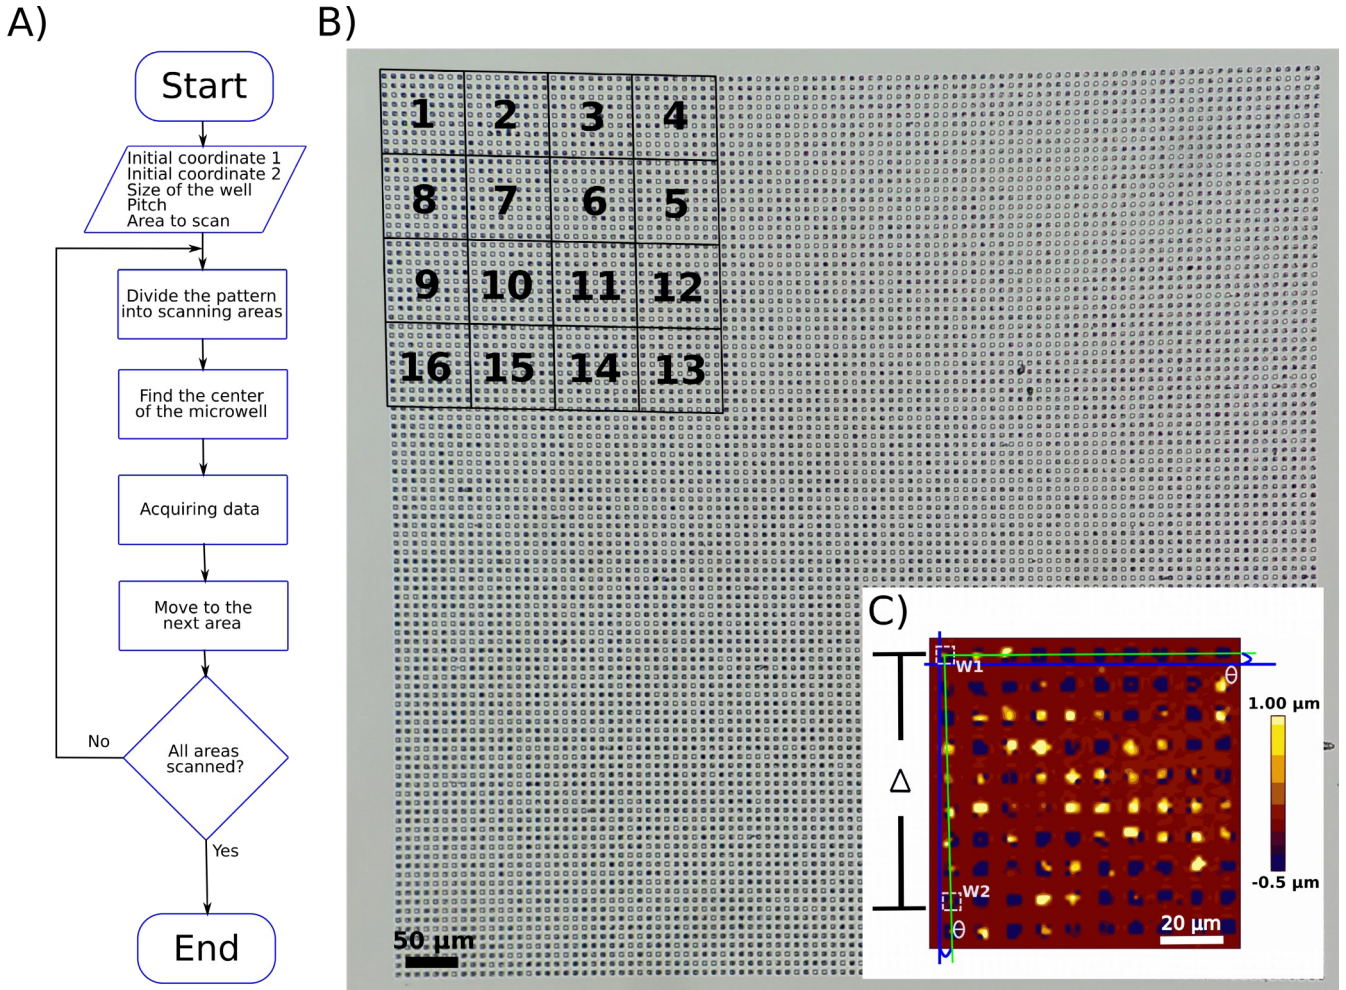 A)
Start
Initial coordinate 1
Initial coordinate 2
Size of the well
Pitch
Area to scan
Divide the pattern
into scanning areas
Find the center
of the microwell
Acquiring data
Move to the
next area
All areas
scanned?
No
Yes
End
B)
1 2 3 4
8 7 6 5
9 10 11 12
16 15 14 13
50 µm
C)
W1
θ
1.00 µm
Δ
-0.5 µm
W2
θ
20 µm